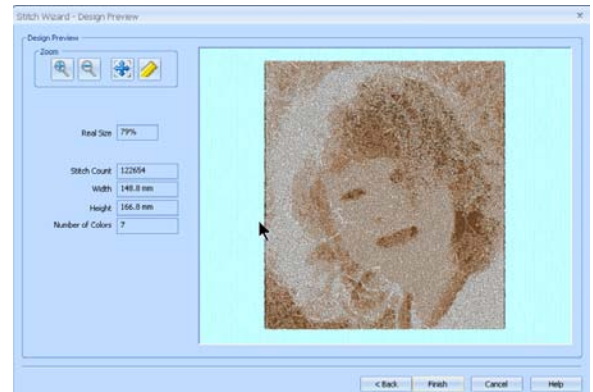 Stitch Wizard - Design Preview
Design Preview
Zoom
Real Size 79%
Stitch Count 122654
Width 148.8 mm
Height 166.8 mm
Number of Colors 7
< Back Finish Cancel Help